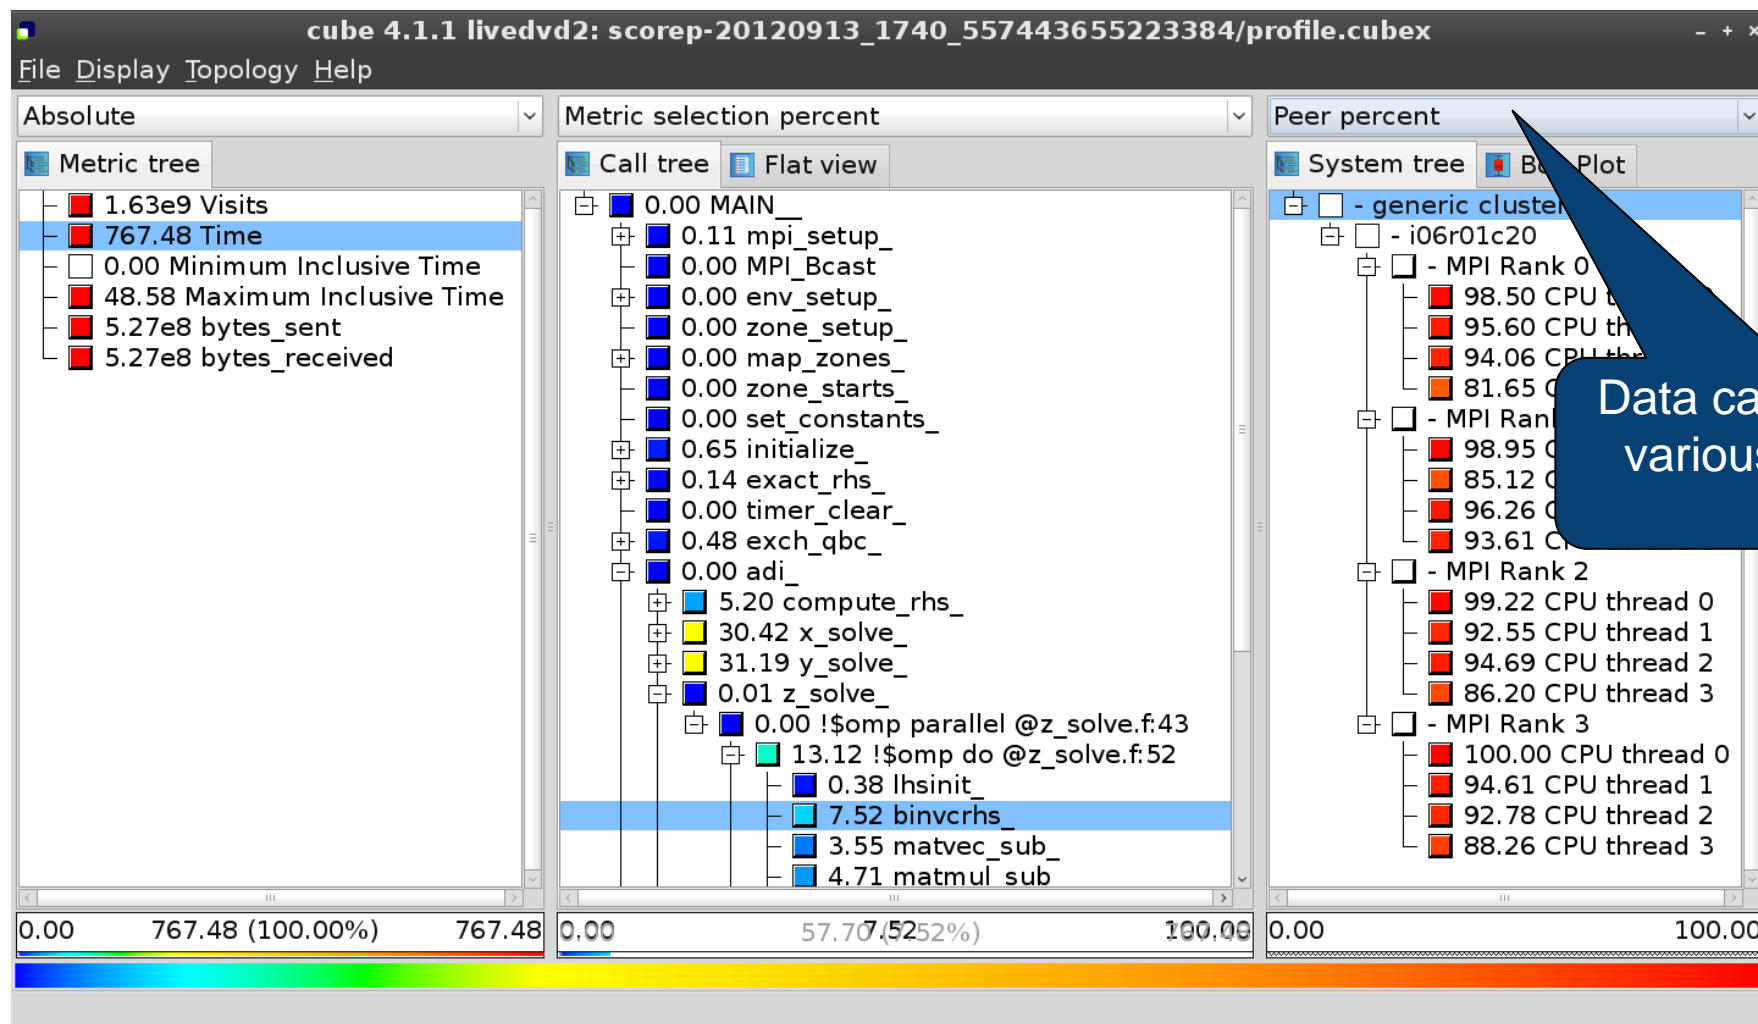 cube 4.1.1 livedvd2: scorep-20120913_1740_557443655223384/profile.cubex
File Display Topology Help
Absolute
Metric tree
1.63e9 Visits
767.48 Time
0.00 Minimum Inclusive Time
48.58 Maximum Inclusive Time
5.27e8 bytes_sent
5.27e8 bytes_received
0.00 767.48 (100.00%) 767.48
Metric selection percent
Call tree Flat view
0.00 MAIN__
0.11 mpi_setup_
0.00 MPI_Bcast
0.00 env_setup_
0.00 zone_setup_
0.00 map_zones_
0.00 zone_starts_
0.00 set_constants_
0.65 initialize_
0.14 exact_rhs_
0.00 timer_clear_
0.48 exch_qbc_
0.00 adi_
5.20 compute_rhs_
30.42 x_solve_
31.19 y_solve_
0.01 z_solve_
0.00 !$omp parallel @z_solve.f:43
13.12 !$omp do @z_solve.f:52
0.38 lhsinit_
7.52 binvcrhs_
3.55 matvec_sub_
4.71 matmul_sub
0.00 7.52 100.00
Peer percent
System tree Plot
- generic cluster
- i06r01c20
- MPI Rank 0
98.50 CPU
95.60 CPU
94.06 CPU
81.65
- MPI Rank
98.95
85.12
96.26
93.61
- MPI Rank 2
99.22 CPU thread 0
92.55 CPU thread 1
94.69 CPU thread 2
86.20 CPU thread 3
- MPI Rank 3
100.00 CPU thread 0
94.61 CPU thread 1
92.78 CPU thread 2
88.26 CPU thread 3
0.00 100.00
Data